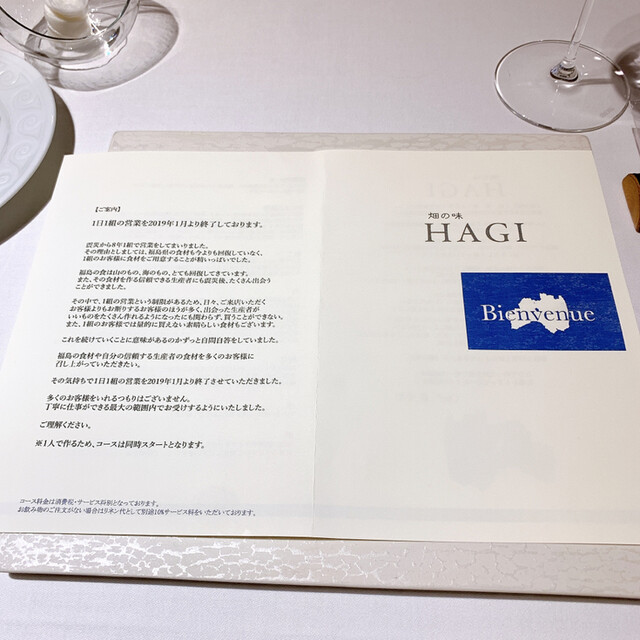 【ご案内】
1日1組の営業を2019年1月より終了しております。
震災から8年1組で営業をしてまいりました。
その理由としましては、福島県の食材も今よりも回復していなく、
1組のお客様に食材をご用意することが精いっぱいでした。
福島の食は山のもの、海のもの、とても回復してきています。
また、その食材を作る信頼できる生産者にも震災後、たくさん出会う
ことができました。
その中で、1組の営業という制限があるため、日々、ご来店いただく
お客様よりもお断りするお客様のほうが多く、出会った生産者が
いいものをたくさん作れるようになったにも関わらず、買うことができない。
また、1組のお客様では量的に買えない素晴らしい食材もございます。
これを続けていくことに意味があるのかずっと自問自答をしていました。
福島の食材や自分の信頼する生産者の食材を多くのお客様に
召し上がっていただきたい。
その気持ちで1日1組の営業を2019年1月より終了させていただきました。
多くのお客様をいれるつもりはございません。
丁寧に仕事ができる最大の範囲内でお受けするようにいたしました。
ご理解ください。
※1人で作るため、コースは同時スタートとなります。
コース料金は消費税・サービス料別となっております。
お飲み物のご注文がない場合はリネン代として別途10%サービス料をいただいております。
畑の味
HAGI
Bienvenue